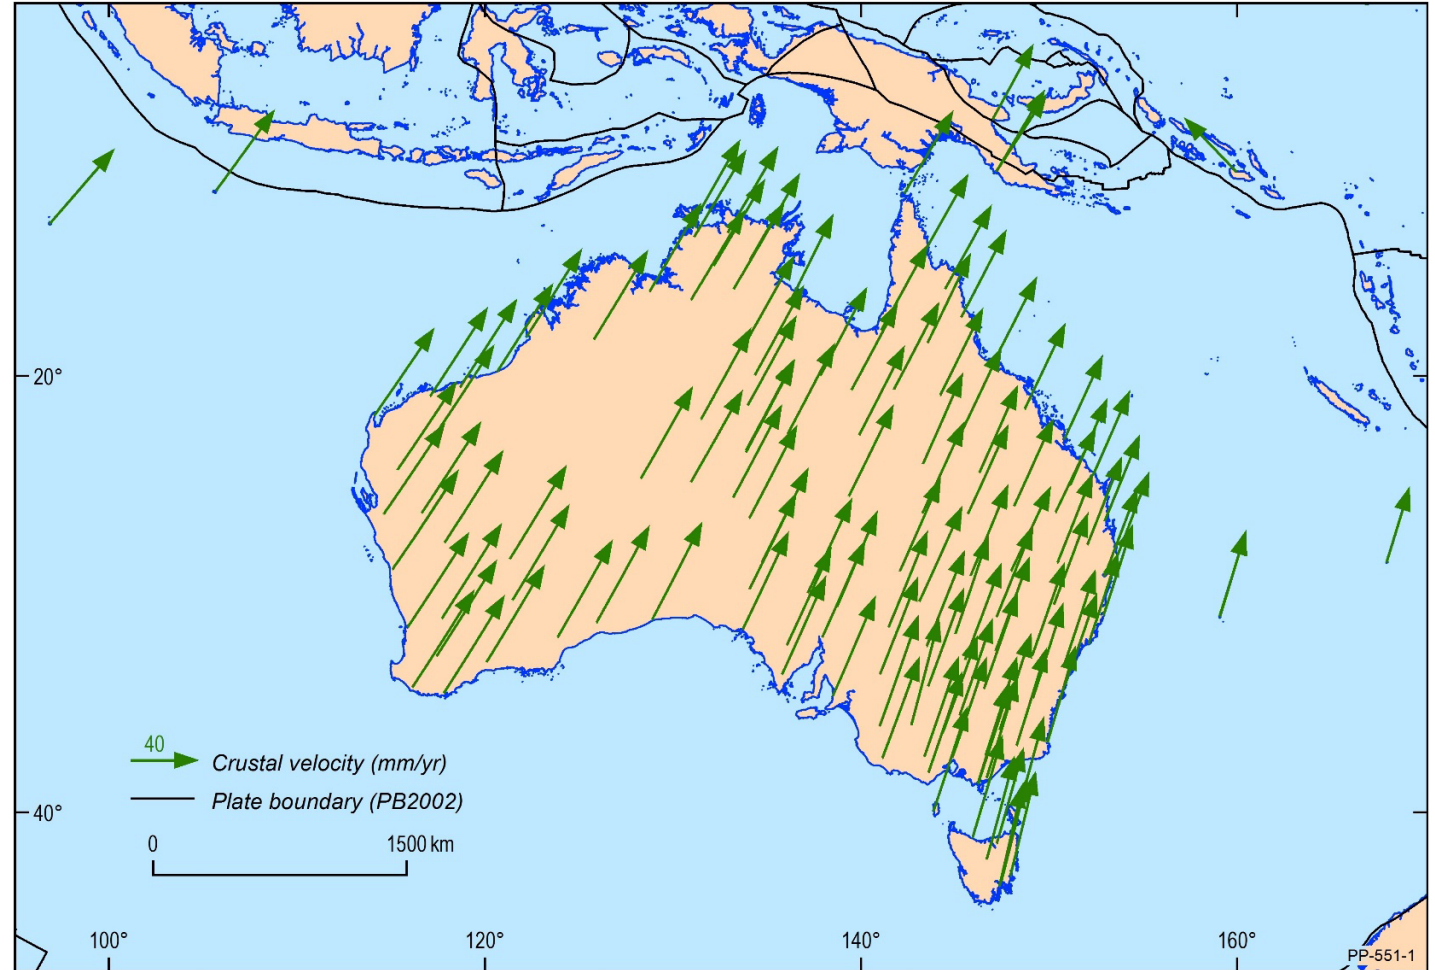 20°
40
Crustal velocity (mm/yr)
Plate boundary (PB2002)
40°
0 1500 km
100° 120° 140° 160°
PP-551-1